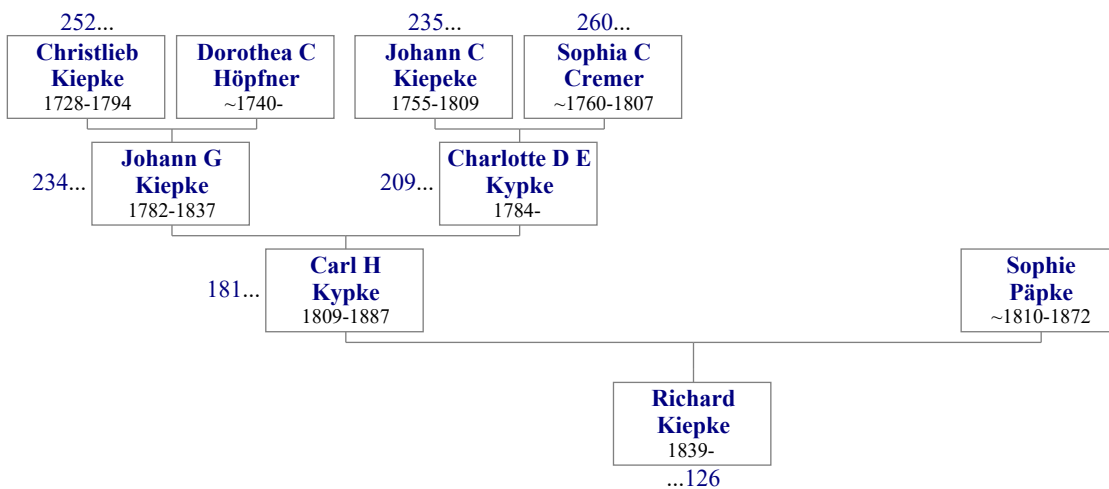 252...
235...
260...
Christlieb
Kiepke
1728-1794
Dorothea C
Höpfner
~1740-
Johann C
Kiepeke
1755-1809
Sophia C
Cremer
~1760-1807
234...
Johann G
Kiepke
1782-1837
209...
Charlotte D E
Kypke
1784-
181...
Carl H
Kypke
1809-1887
Sophie
Päpke
~1810-1872
Richard
Kiepke
1839-
...126